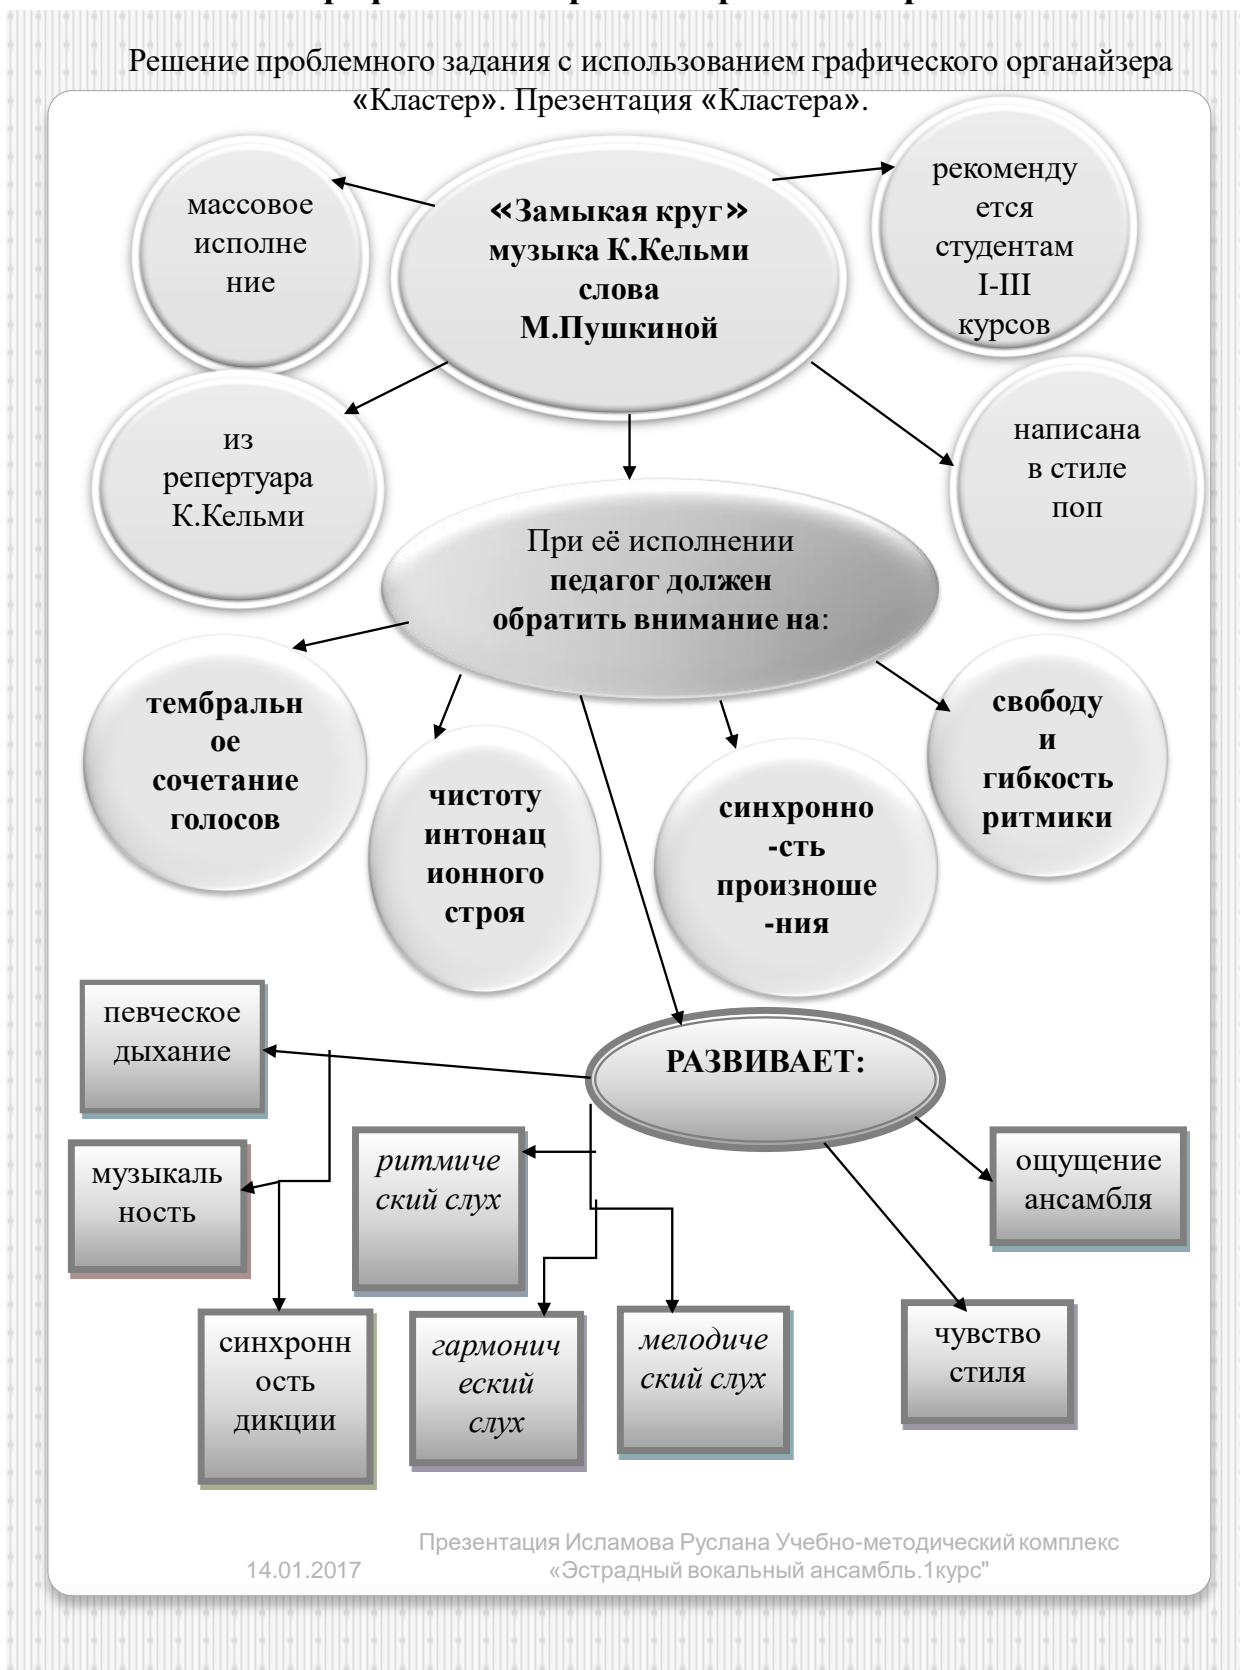 Решение проблемного задания с использованием графического органайзера
«Кластер». Презентация «Кластера».
массовое
исполне
ние
«Замыкая круг»
музыка К.Кельми
слова
М.Пушкиной
рекоменду
ется
студентам
I-III
курсов
из
репертуара
К.Кельми
написана
в стиле
поп
При её исполнении
педагог должен
обратить внимание на:
тембральн
ое
сочетание
голосов
чистоту
интонац
ионного
строя
синхронно
-сть
произноше
-ния
свободу
и
гибкость
ритмики
певческое
дыхание
РАЗВИВАЕТ:
музыкаль
ность
ритмиче
ский слух
ощущение
ансамбля
синхронн
ость
дикции
гармонич
еский
слух
мелодиче
ский слух
чувство
стиля
Презентация Исламова Руслана Учебно-методический комплекс
14.01.2017 «Эстрадный вокальный ансамбль.1курс"